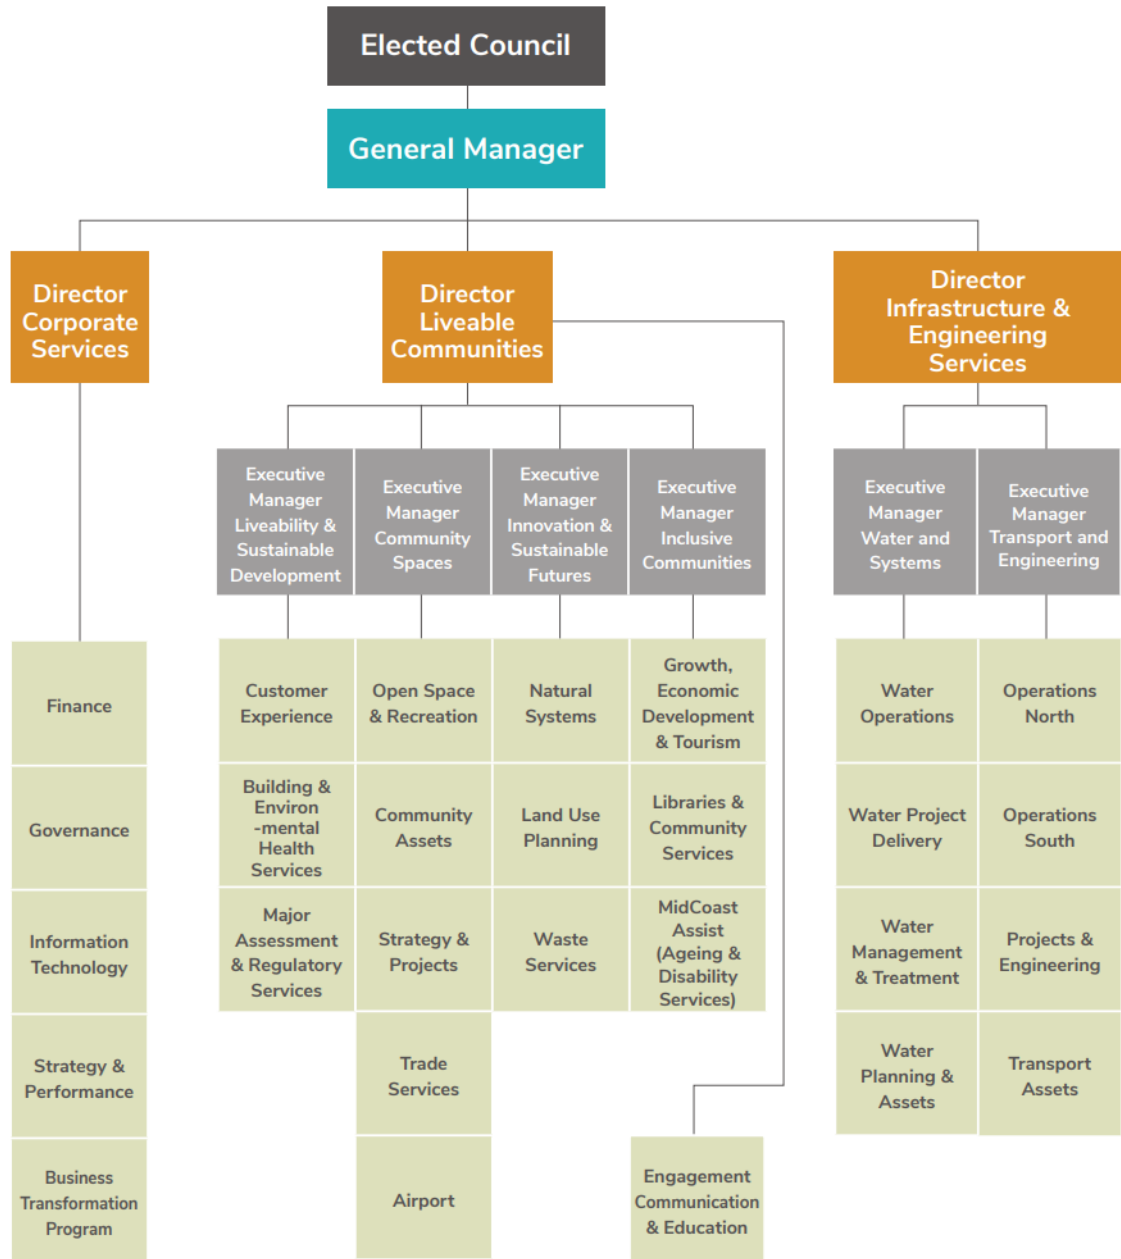 Elected Council
General Manager
Director
Corporate
Services
Director
Liveable
Communities
Director
Infrastructure &
Engineering
Services
Executive
Manager
Liveability &
Sustainable
Development
Executive
Manager
Community
Spaces
Executive
Manager
Innovation &
Sustainable
Futures
Executive
Manager
Inclusive
Communities
Executive
Manager
Water and
Systems
Executive
Manager
Transport and
Engineering
Finance
Governance
Information
Technology
Strategy &
Performance
Business
Transformation
Program
Customer
Experience
Building &
Environ
-mental
Health
Services
Major
Assessment
& Regulatory
Services
Open Space
& Recreation
Community
Assets
Strategy &
Projects
Trade
Services
Airport
Natural
Systems
Land Use
Planning
Waste
Services
Growth,
Economic
Development
& Tourism
Libraries &
Community
Services
MidCoast
Assist
(Ageing &
Disability
Services)
Engagement
Communication
& Education
Water
Operations
Water Project
Delivery
Water
Management
& Treatment
Water
Planning &
Assets
Operations
North
Operations
South
Projects &
Engineering
Transport
Assets